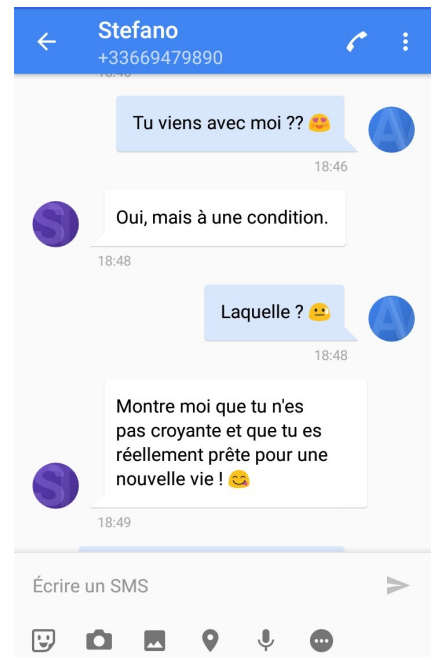 Stefano
+33669479890
Tu viens avec moi ?? 😍
18:46
Oui, mais à une condition.
18:48
Laquelle ? 😐
18:48
Montre moi que tu n'es
pas croyante et que tu es
réellement prête pour une
nouvelle vie ! 😋
18:49
Écrire un SMS